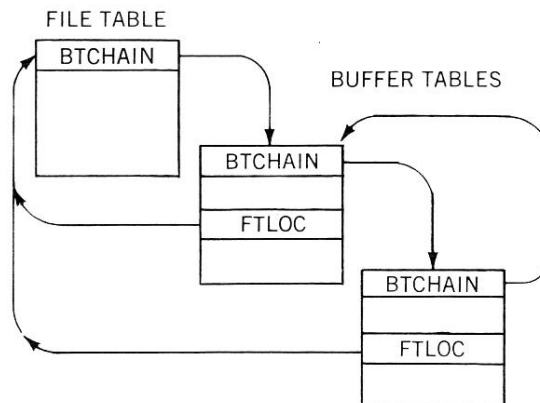 FILE TABLE
BTCHAIN
BUFFER TABLES
BTCHAIN
FTLOC
BTCHAIN
FTLOC